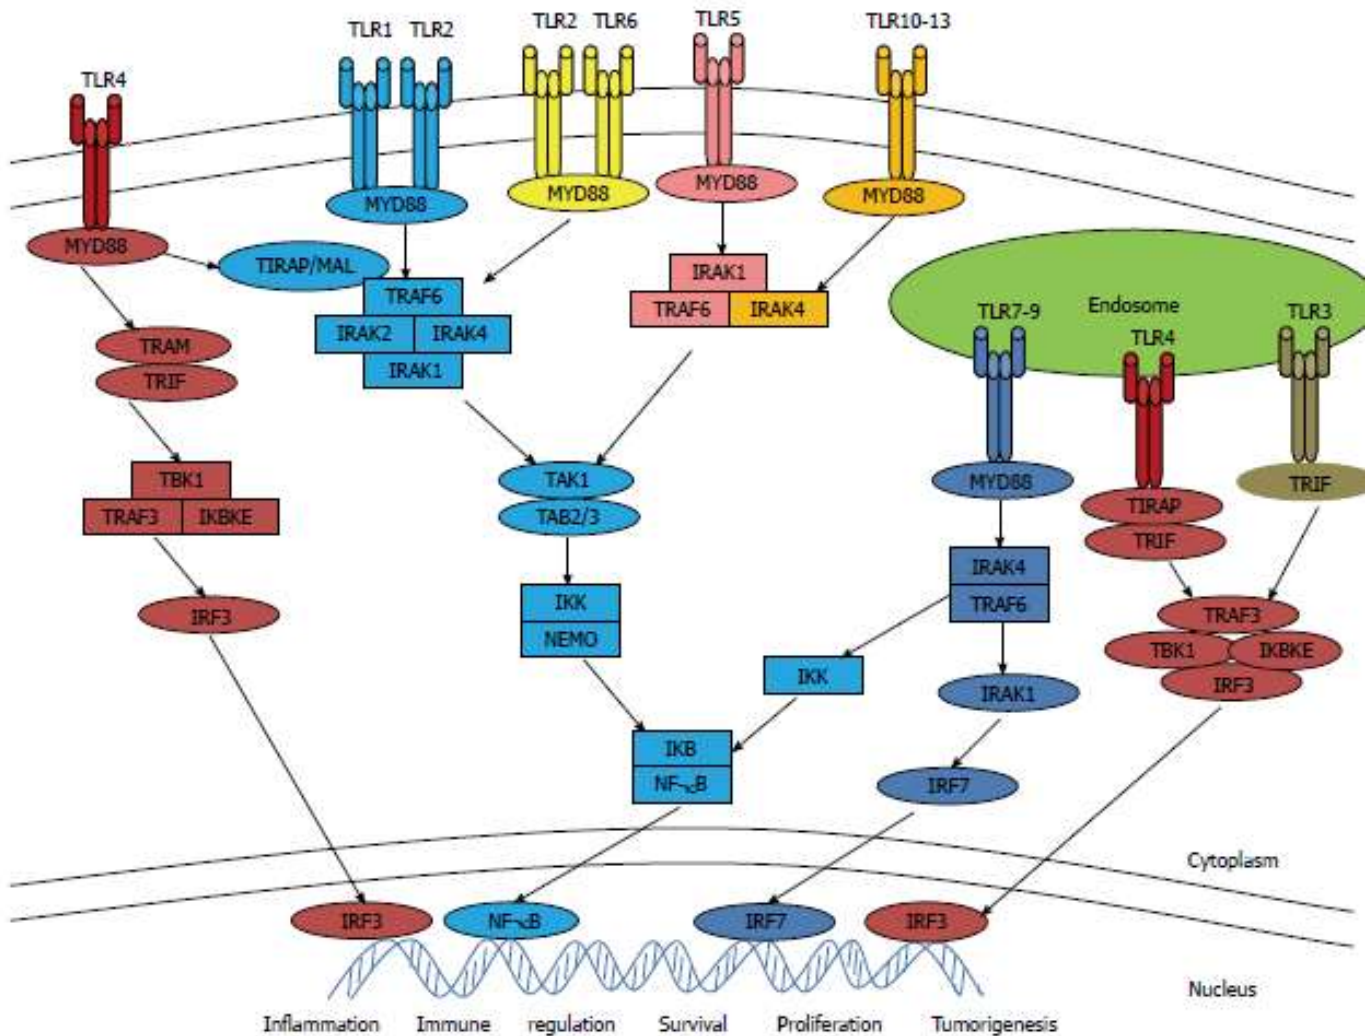 TLR1 TLR2
TLR2 TLR6
TLR5
TLR10-13
TLR4
MYD88
MYD88
MYD88
MYD88
MYD88
TIRAP/MAL
TRAF6
IRAK2 IRAK4
IRAK1
IRAK1
TRAF6 IRAK4
Endosome
TLR7-9
TLR4
TLR3
TRAM
TRIF
TBK1
TRAF3 IKBKE
IRF3
TAK1
TAB2/3
IKK
NEMO
IKK
IKB
NF-κB
MYD88
IRAK4
TRAF6
IRAK1
IRF7
TIRAP
TRIF
TRIF
TRAF3
TBK1 IKBKE
IRF3
Cytoplasm
IRF3 NF-κB IRF7 IRF3
Nucleus
Inflammation Immune regulation Survival Proliferation Tumorigenesis